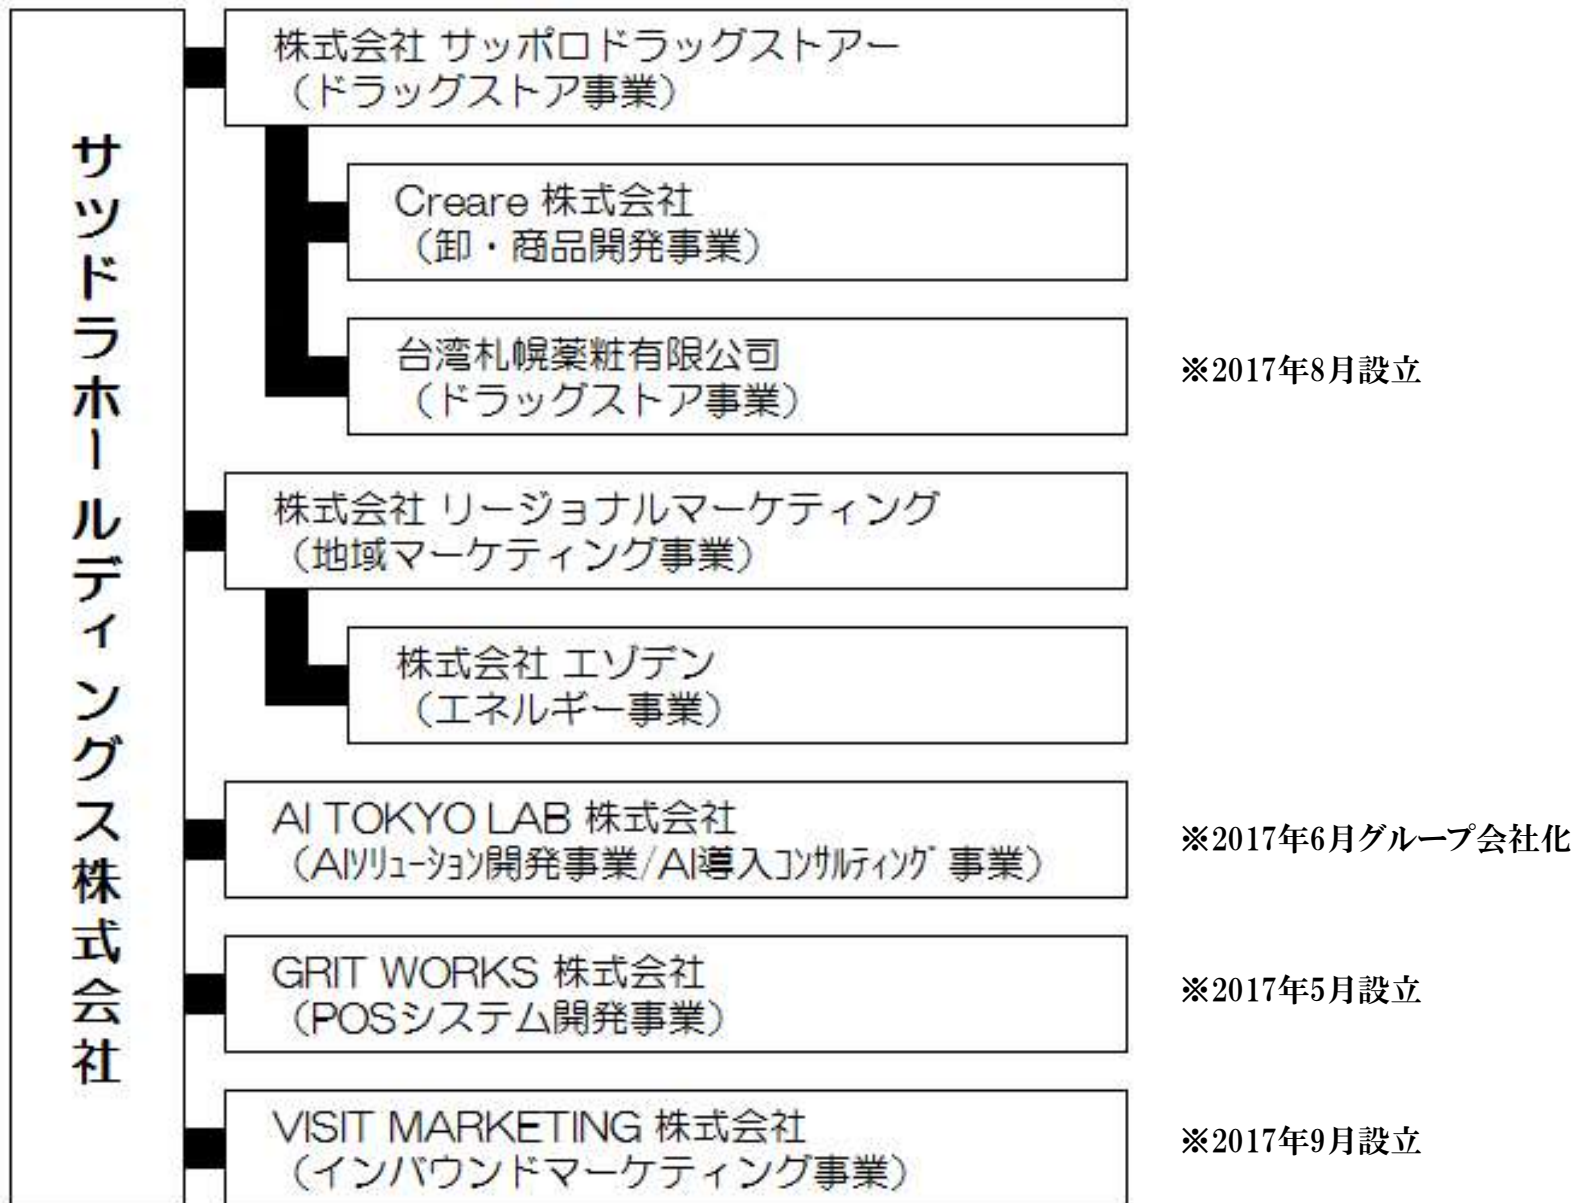 サツドラホールディングス株式会社
株式会社 サッポロドラッグストアー
（ドラッグストア事業）
Creare 株式会社
（卸・商品開発事業）
台湾札幌薬粧有限公司
（ドラッグストア事業）
※2017年8月設立
株式会社 リージョナルマーケティング
（地域マーケティング事業）
株式会社 エゾデン
（エネルギー事業）
AI TOKYO LAB 株式会社
（AIソリューション開発事業/AI導入コンサルティング事業）
※2017年6月グループ会社化
GRIT WORKS 株式会社
（POSシステム開発事業）
※2017年5月設立
VISIT MARKETING 株式会社
（インバウンドマーケティング事業）
※2017年9月設立